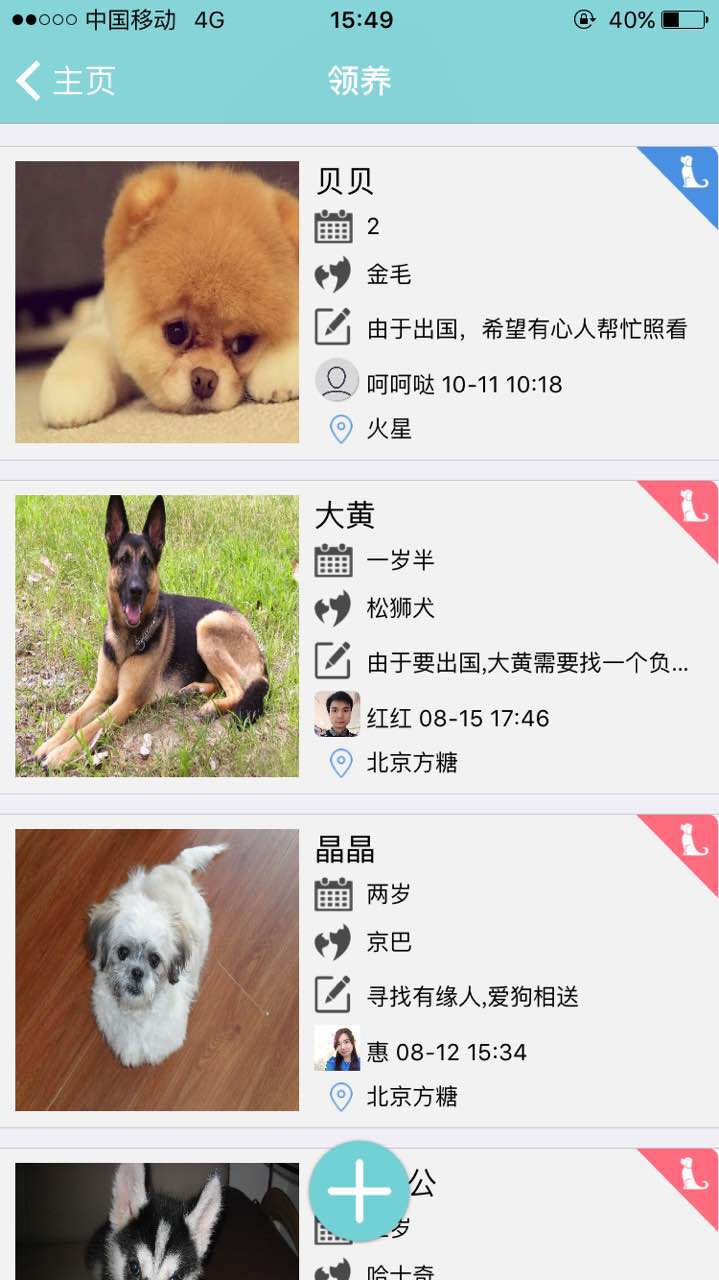 中国移动 4G 15:49 40%
主页 领养
贝贝
2
金毛
由于出国，希望有心人帮忙照看
呵呵哒 10-11 10:18
火星
大黄
一岁半
松狮犬
由于要出国,大黄需要找一个负...
红红 08-15 17:46
北京方糖
晶晶
两岁
京巴
寻找有缘人,爱狗相送
惠 08-12 15:34
北京方糖
公
岁
哈士奇